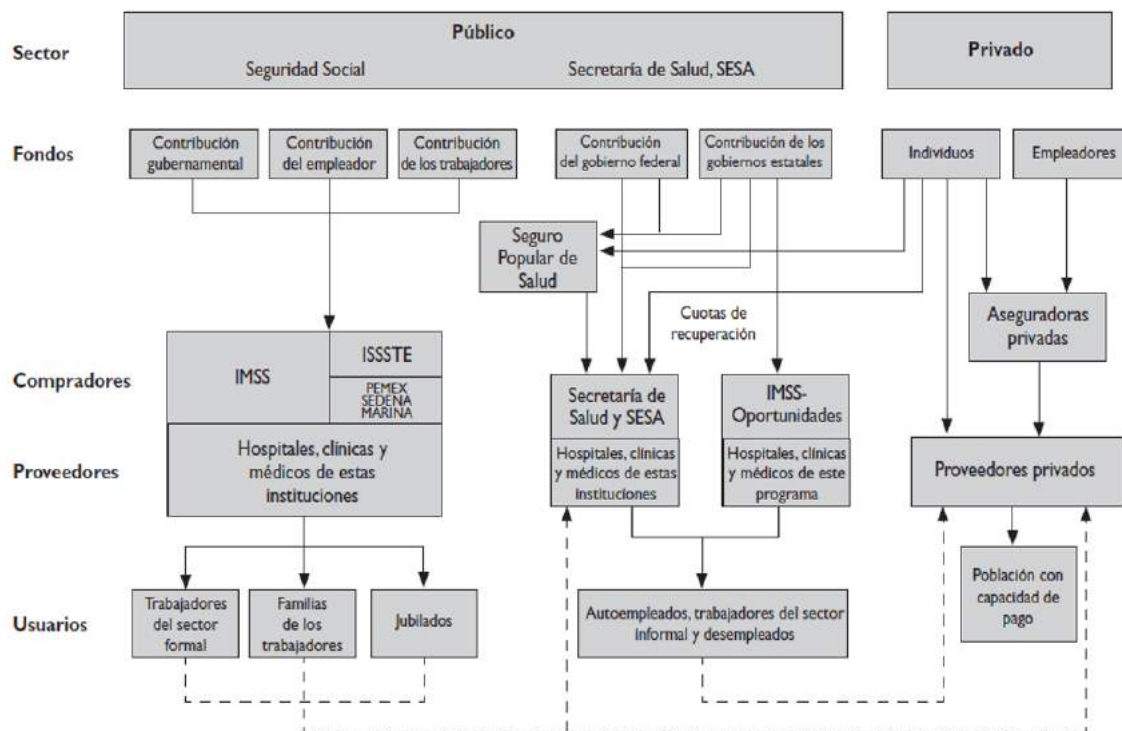 Sector
Público
Seguridad Social
Secretaría de Salud, SESA
Privado
Fondos
Contribución
gubernamental
Contribución
del empleador
Contribución
de los trabajadores
Contribución
del gobierno federal
Contribución de los
gobiernos estatales
Individuos
Empleadores
Seguro
Popular de
Salud
Cuotas de
recuperación
Aseguradoras
privadas
Compradores
IMSS
ISSSTE
PEMEX
SEDENA
MARINA
Secretaría de
Salud y SESA
IMSS-
Oportunidades
Proveedores
Hospitales, clínicas y
médicos de estas
instituciones
Hospitales, clínicas
y médicos de estas
instituciones
Hospitales, clínicas
y médicos de este
programa
Proveedores privados
Usuarios
Trabajadores
del sector
formal
Familias
de los
trabajadores
Jubilados
Autoempleados, trabajadores del sector
informal y desempleados
Población con
capacidad de
pago